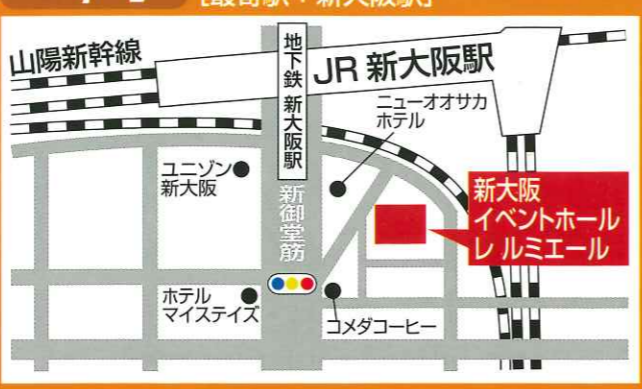 [最寄駅：新大阪駅]
山陽新幹線
地下鉄 新大阪駅
JR 新大阪駅
ニューオオサカ
ホテル
ユニゾン
新大阪
新御堂筋
新大阪
イベントホール
レ ルミエール
ホテル
マイステイズ
コメダコーヒー